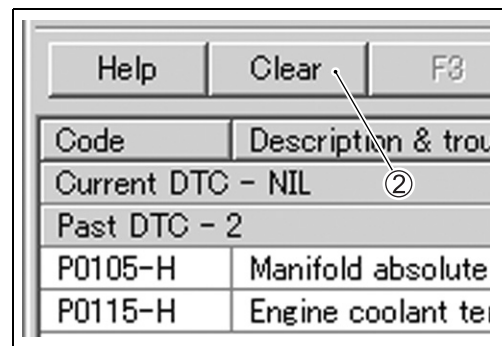 Help Clear F3
Code Description & trou
②
Current DTC - NIL
Past DTC - 2
P0105-H Manifold absolute
P0115-H Engine coolant te